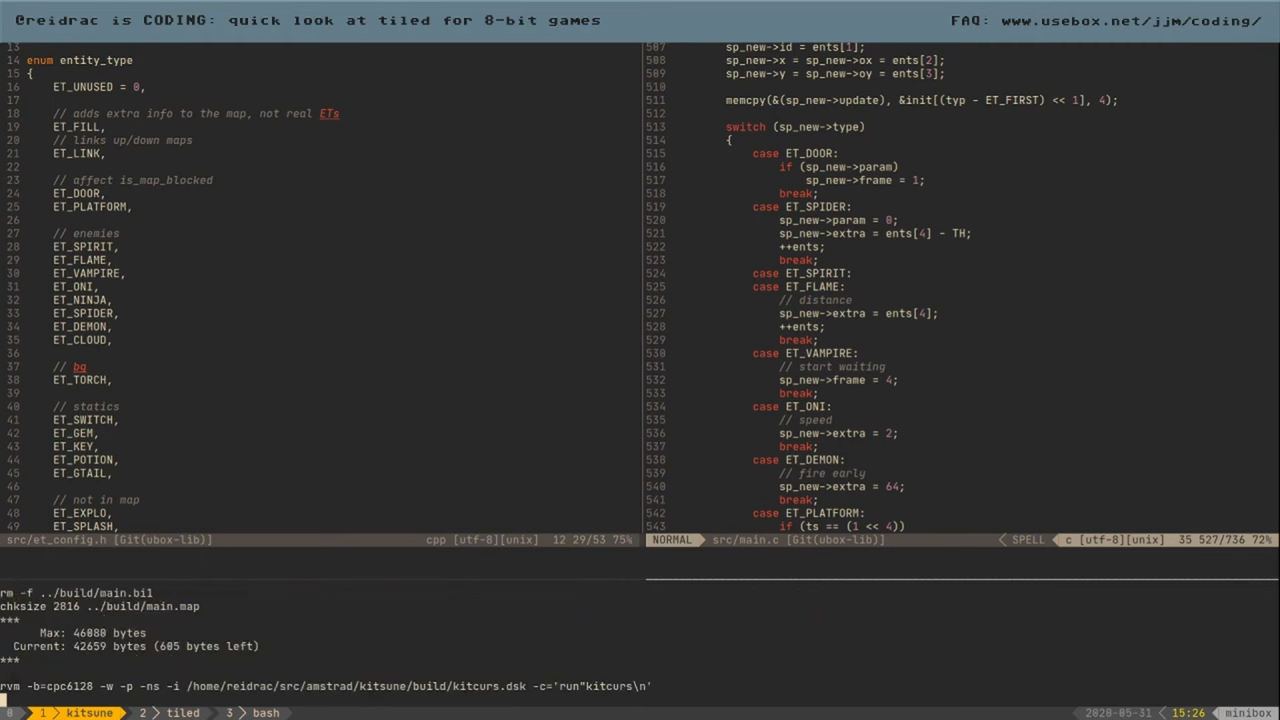 @reidrac is CODING: quick look at tiled for 8-bit games
FAQ: www.usebox.net/jjm/coding/
13
14 enum entity_type
15 {
16 ET_UNUSED = 0,
17
18 // adds extra info to the map, not real ETs
19 ET_FILL,
20 // links up/down maps
21 ET_LINK,
22
23 // affect is_map_blocked
24 ET_DOOR,
25 ET_PLATFORM,
26
27 // enemies
28 ET_SPIRIT,
29 ET_FLAME,
30 ET_VAMPIRE,
31 ET_ONI,
32 ET_NINJA,
33 ET_SPIDER,
34 ET_DEMON,
35 ET_CLOUD,
36
37 // bg
38 ET_TORCH,
39
40 // statics
41 ET_SWITCH,
42 ET_GEM,
43 ET_KEY,
44 ET_POTION,
45 ET_GTAIL,
46
47 // not in map
48 ET_EXPLO,
49 ET_SPLASH,
src/et_config.h [Git(ubox-lib)] cpp [utf-8][unix] 12 29/53 75%
507 sp_new->id = ents[1];
508 sp_new->x = sp_new->ox = ents[2];
509 sp_new->y = sp_new->oy = ents[3];
510
511 memcpy(&(sp_new->update), &init[(typ - ET_FIRST) << 1], 4);
512
513 switch (sp_new->type)
514 {
515 case ET_DOOR:
516 if (sp_new->param)
517 sp_new->frame = 1;
518 break;
519 case ET_SPIDER:
520 sp_new->param = 0;
521 sp_new->extra = ents[4] - TH;
522 ++ents;
523 break;
524 case ET_SPIRIT:
525 case ET_FLAME:
526 // distance
527 sp_new->extra = ents[4];
528 ++ents;
529 break;
530 case ET_VAMPIRE:
531 // start waiting
532 sp_new->frame = 4;
533 break;
534 case ET_ONI:
535 // speed
536 sp_new->extra = 2;
537 break;
538 case ET_DEMON:
539 // fire early
540 sp_new->extra = 64;
541 break;
542 case ET_PLATFORM:
543 if (ts == (1 << 4))
NORMAL src/main.c [Git(ubox-lib)] SPELL c [utf-8][unix] 35 527/736 72%
rm -f ../build/main.bi1
chksize 2816 ../build/main.map
***
Max: 46080 bytes
Current: 42659 bytes (605 bytes left)
***
rvm -b=cpc6128 -w -p -ns -i /home/reidrac/src/amstrad/kitsune/build/kitcurs.dsk -c='run"kitcurs\n'
0 1 kitsune 2 tiled 3 bash 2020-05-31 15:26 minibox